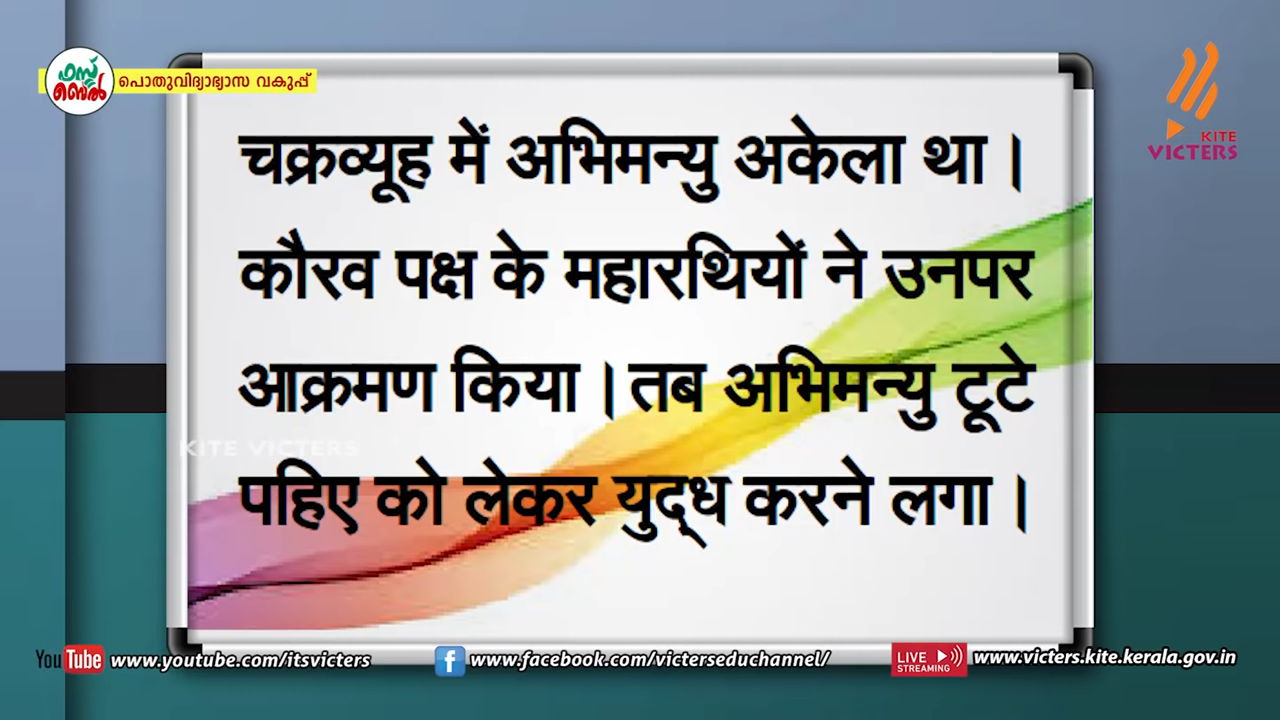 ഫസ്റ്റ്
ബെൽ
പൊതുവിദ്യാഭ്യാസ വകുപ്പ്
KITE
VICTERS
चक्रव्यूह में अभिमन्यु अकेला था।
कौरव पक्ष के महारथियों ने उनपर
आक्रमण किया। तब अभिमन्यु टूटे
पहिए को लेकर युद्ध करने लगा।
KITE VICTERS
YouTube www.youtube.com/itsvicters
f www.facebook.com/victerseduchannel/
LIVE STREAMING www.victers.kite.kerala.gov.in